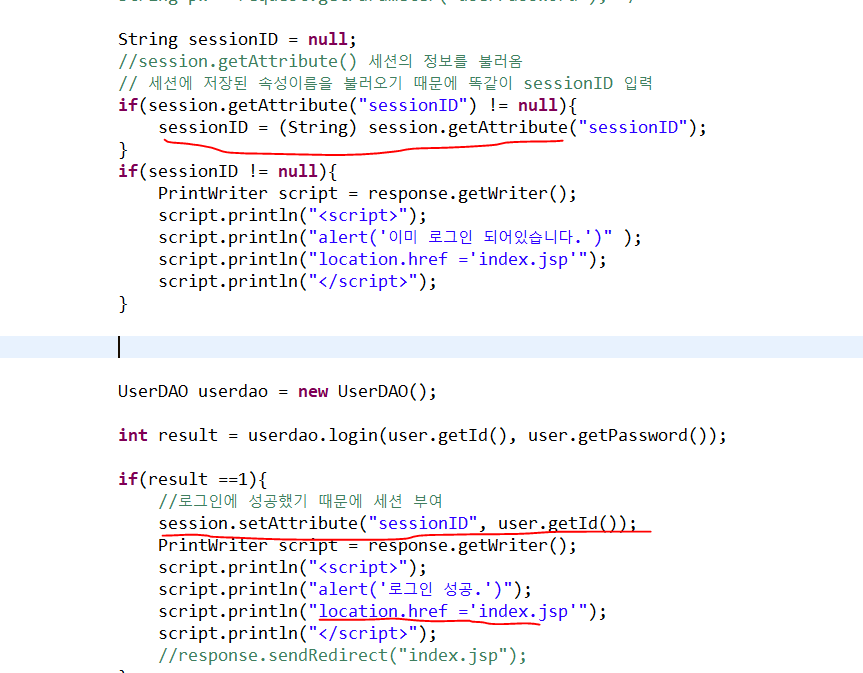 String sessionID = null;
//session.getAttribute() 세션의 정보를 불러옴
// 세션에 저장된 속성이름을 불러오기 때문에 똑같이 sessionID 입력
if(session.getAttribute("sessionID") != null){
sessionID = (String) session.getAttribute("sessionID");
}
if(sessionID != null){
PrintWriter script = response.getWriter();
script.println("<script>");
script.println("alert('이미 로그인 되어있습니다.')" );
script.println("location.href ='index.jsp'");
script.println("</script>");
}
UserDAO userdao = new UserDAO();
int result = userdao.login(user.getId(), user.getPassword());
if(result ==1){
//로그인에 성공했기 때문에 세션 부여
session.setAttribute("sessionID", user.getId());
PrintWriter script = response.getWriter();
script.println("<script>");
script.println("alert('로그인 성공.')");
script.println("location.href ='index.jsp'");
script.println("</script>");
//response.sendRedirect("index.jsp");